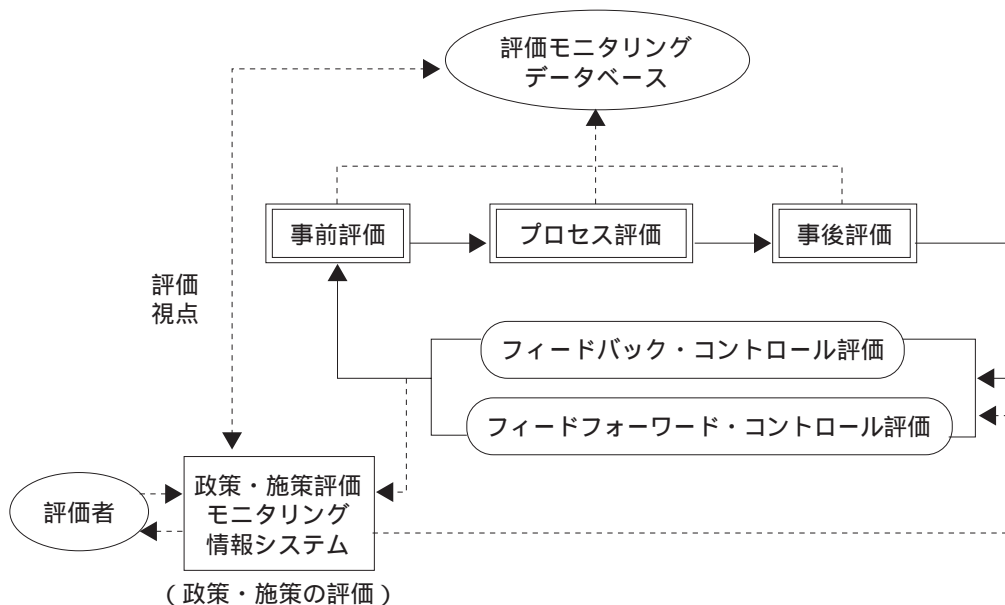 評価モニタリング
データベース
事前評価
プロセス評価
事後評価
評価
視点
フィードバック・コントロール評価
フィードフォーワード・コントロール評価
評価者
政策・施策評価
モニタリング
情報システム
(政策・施策の評価)